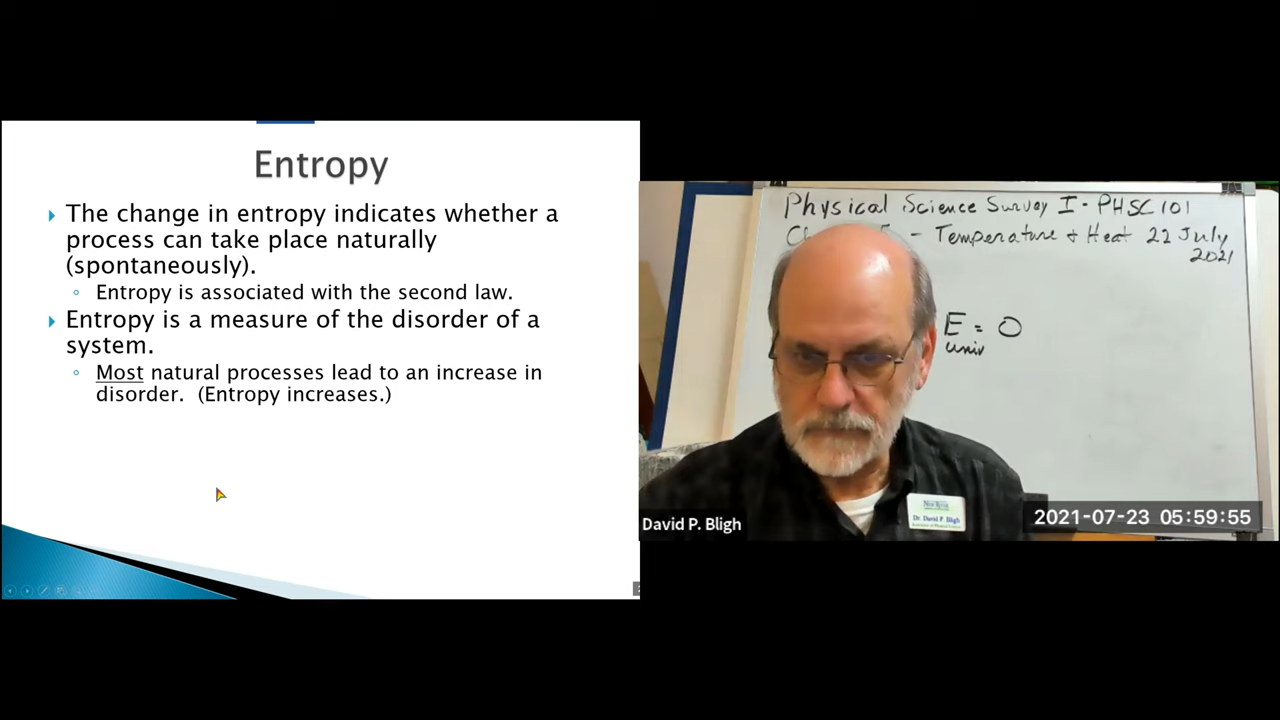 Entropy
The change in entropy indicates whether a
process can take place naturally
(spontaneously).
Entropy is associated with the second law.
Entropy is a measure of the disorder of a
system.
Most natural processes lead to an increase in
disorder. (Entropy increases.)
Physical Science Survey I - PHSC 101
- Temperature + Heat 22 July
2021
E = 0
univ
Dr. David P. Bligh
David P. Bligh
2021-07-23 05:59:55